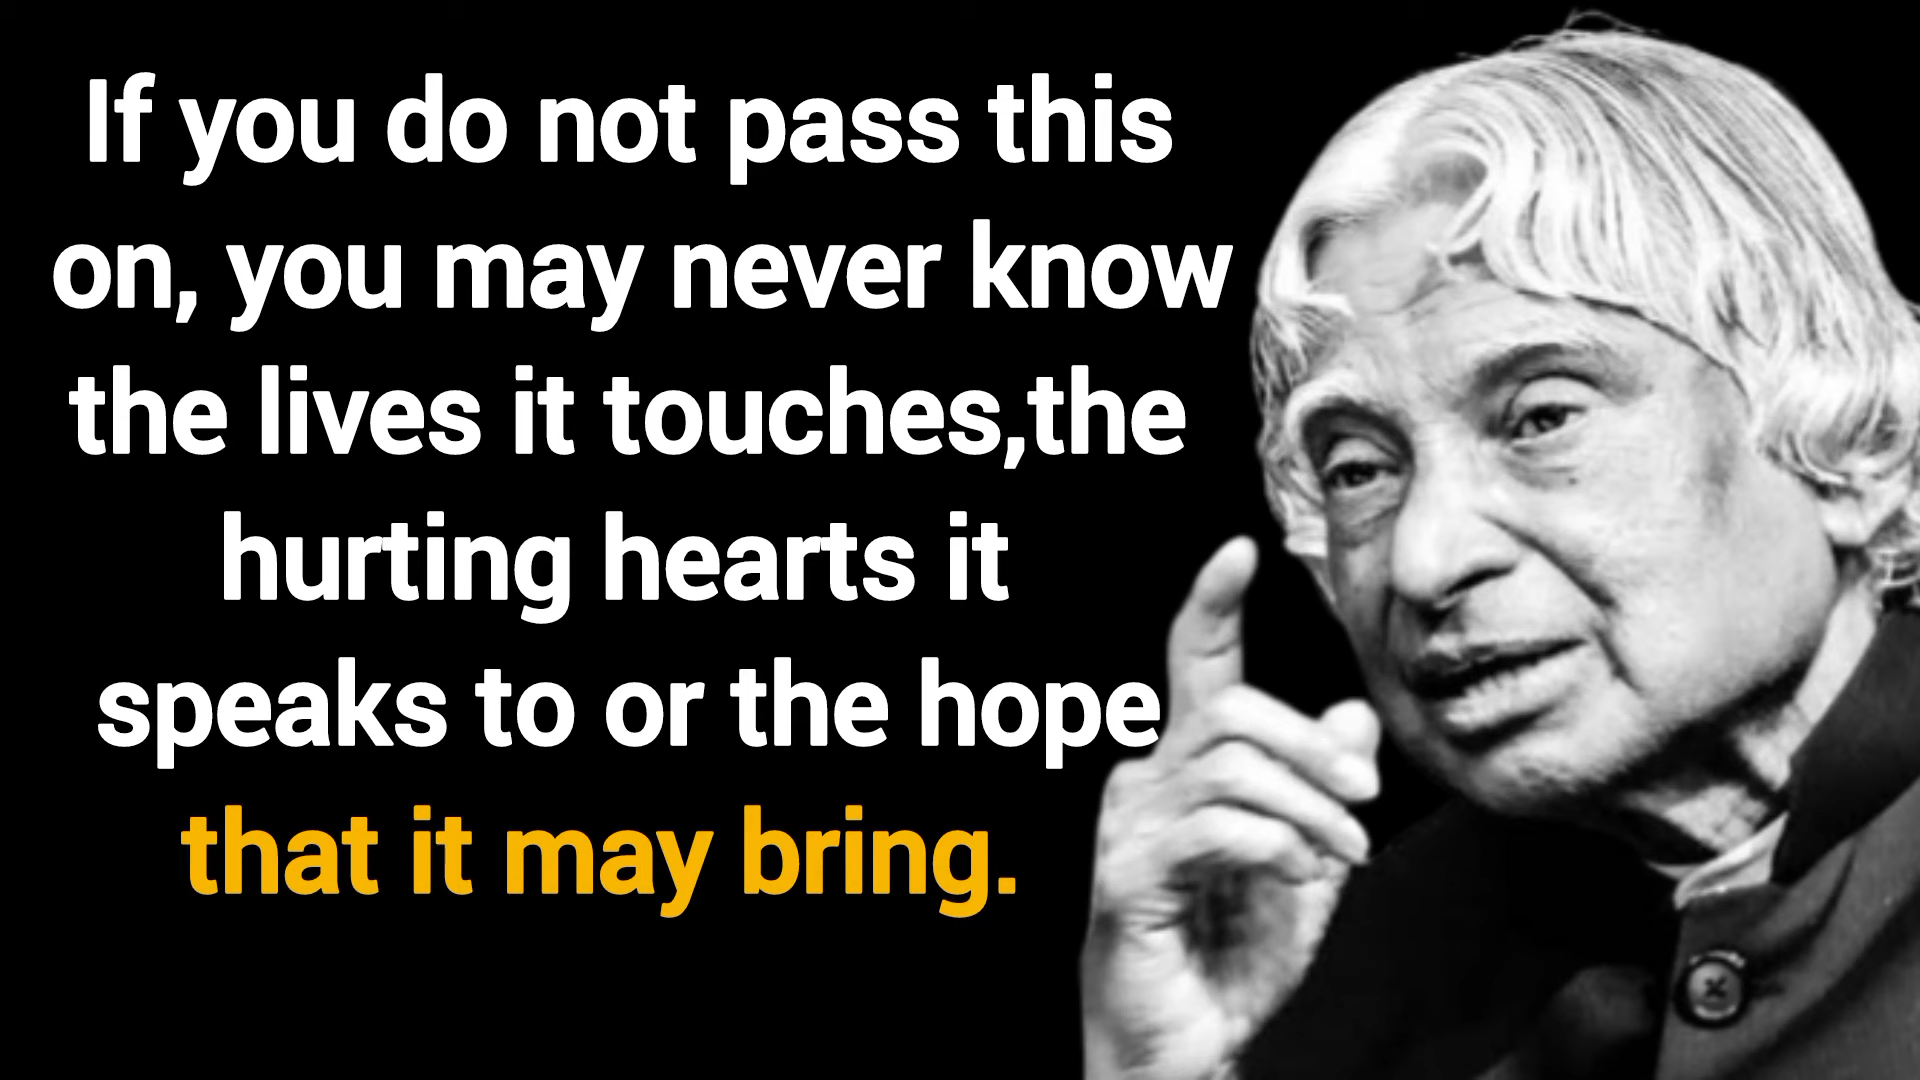 If you do not pass this
on, you may never know
the lives it touches,the
hurting hearts it
speaks to or the hope
that it may bring.